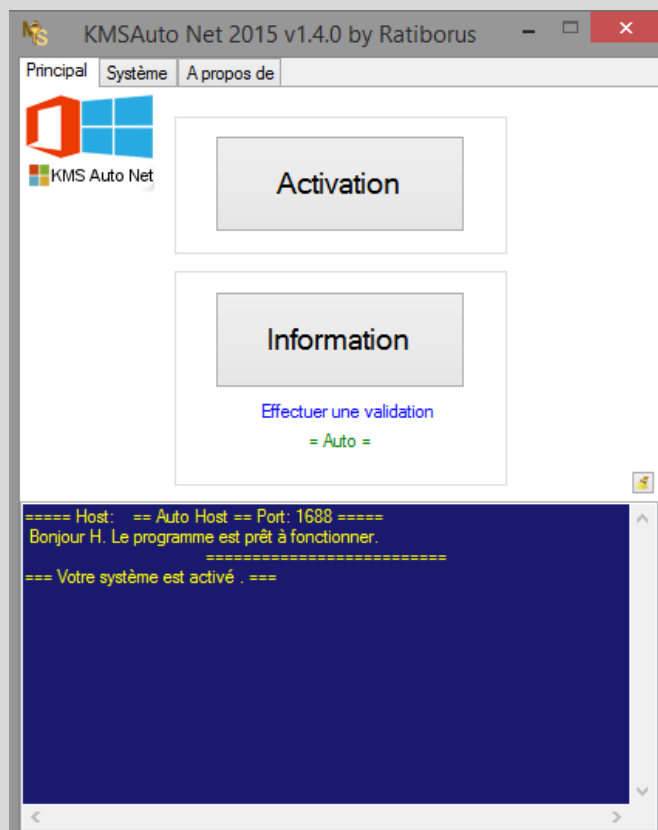 KMSAuto Net 2015 v1.4.0 by Ratiborus
Principal Système A propos de
KMS Auto Net
Activation
Information
Effectuer une validation
= Auto =
===== Host: == Auto Host == Port: 1688 =====
Bonjour H. Le programme est prêt à fonctionner.
==========================
=== Votre système est activé . ===